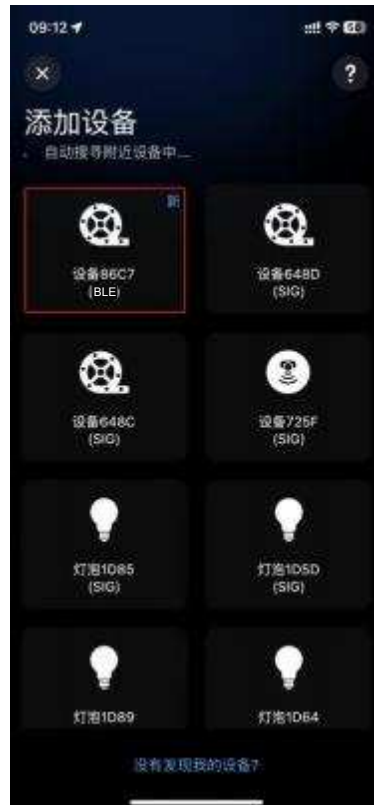 09:12
×
?
添加设备
自动搜寻附近设备中...
新
设备86C7
(BLE)
设备648D
(SIG)
设备648C
(SIG)
设备725F
(SIG)
灯泡1D85
(SIG)
灯泡1D5D
(SIG)
灯泡1D89
灯泡1D64
没有发现我的设备?